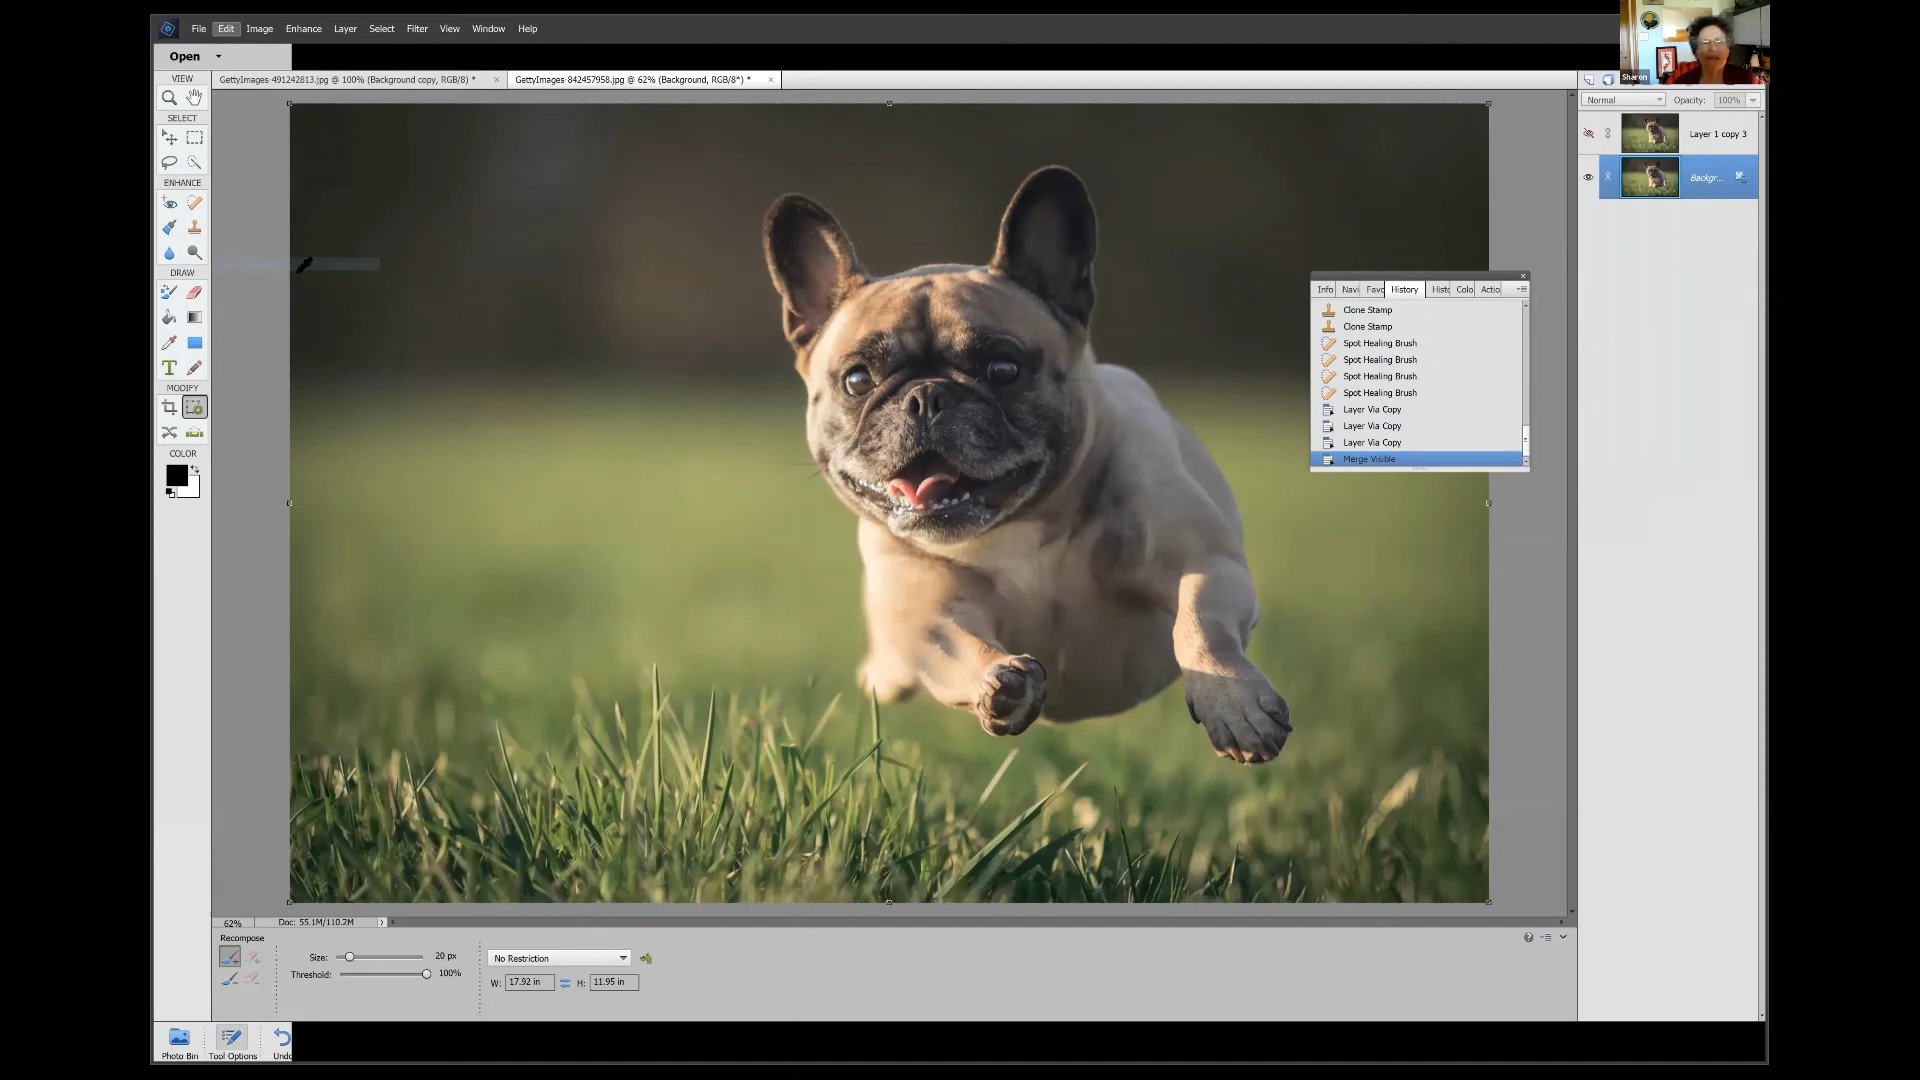 File Edit Image Enhance Layer Select Filter View Window Help
Sharon
Open
VIEW
GettyImages-491242813.jpg @ 100% (Background copy, RGB/8) *
GettyImages-842457958.jpg @ 62% (Background, RGB/8*) *
Normal
Opacity: 100%
SELECT
Layer 1 copy 3
Backgr...
ENHANCE
DRAW
MODIFY
COLOR
Info Navi Favo History Histo Colo Actio
Clone Stamp
Clone Stamp
Spot Healing Brush
Spot Healing Brush
Spot Healing Brush
Spot Healing Brush
Layer Via Copy
Layer Via Copy
Layer Via Copy
Merge Visible
62%
Doc: 55.1M/110.2M
Recompose
Size: 20 px
Threshold: 100%
No Restriction
W: 17.92 in H: 11.95 in
Photo Bin Tool Options Undo